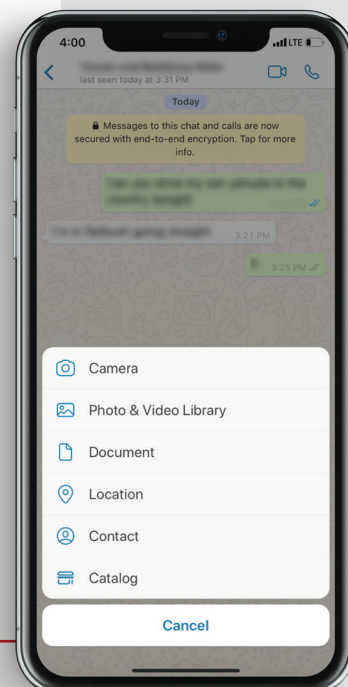 4:00 LTE
last seen today at 3:31 PM
Today
Messages to this chat and calls are now
secured with end-to-end encryption. Tap for more
info.
3:21 PM
3:25 PM
Camera
Photo & Video Library
Document
Location
Contact
Catalog
Cancel